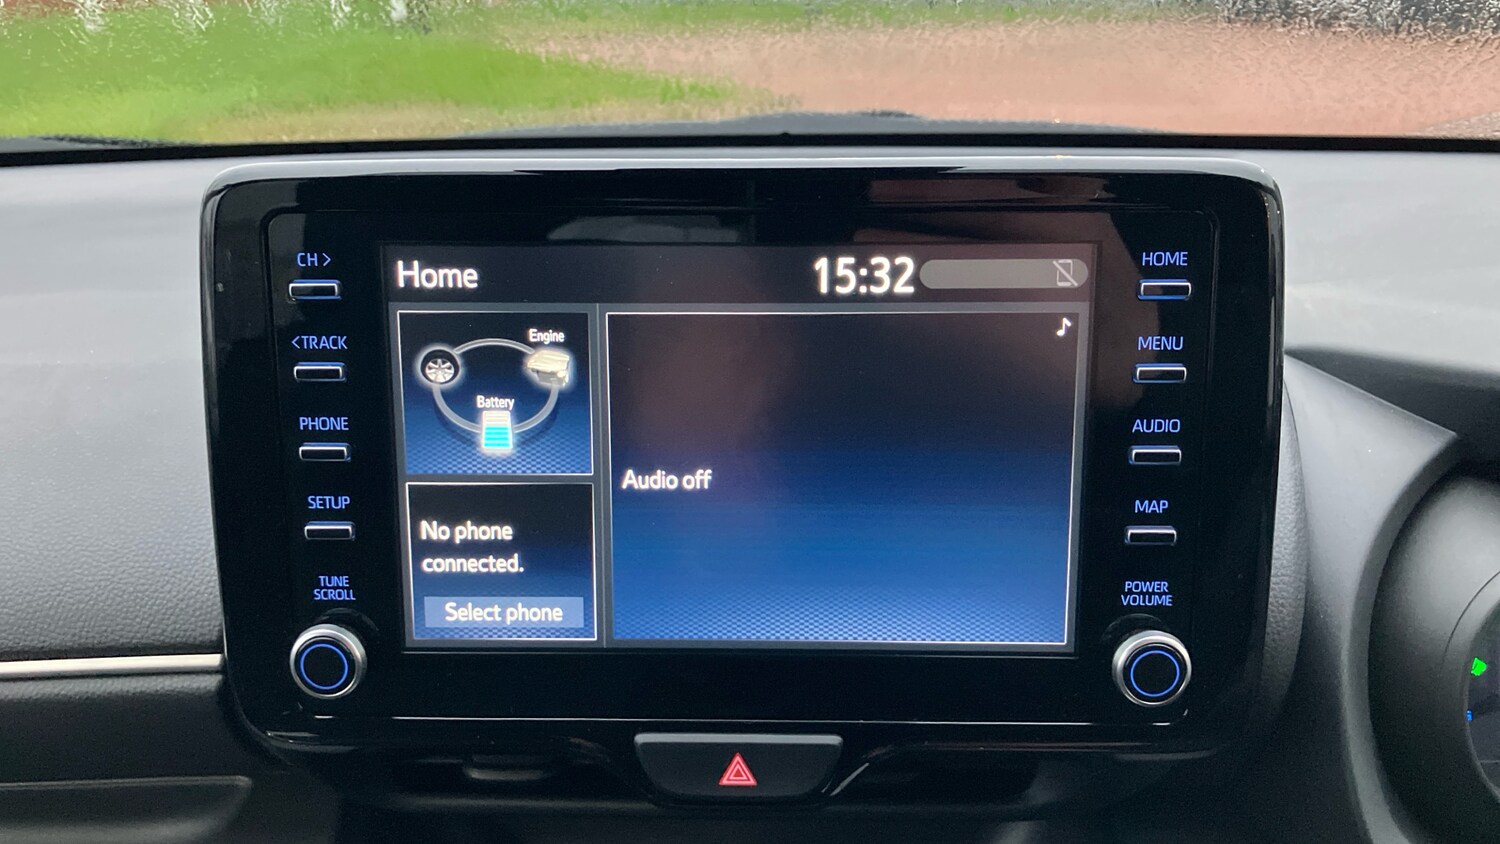 CH >
<TRACK
PHONE
SETUP
TUNE
SCROLL
Home
15:32
Engine
Battery
No phone
connected.
Select phone
Audio off
HOME
MENU
AUDIO
MAP
POWER
VOLUME